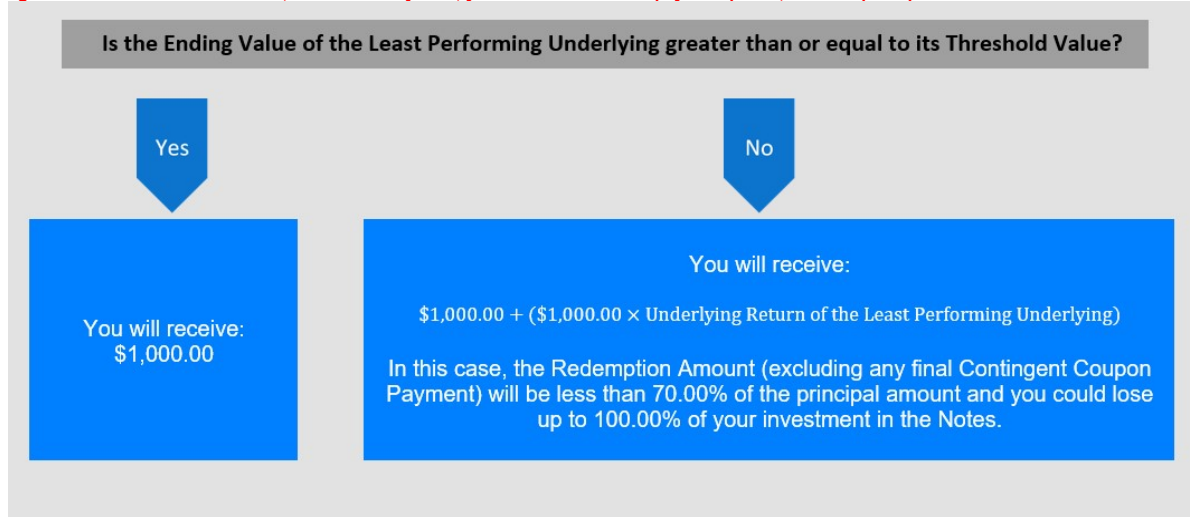 Is the Ending Value of the Least Performing Underlying greater than or equal to its Threshold Value?
Yes
No
You will receive:
$1,000.00
You will receive:
$1,000.00 + ($1,000.00 × Underlying Return of the Least Performing Underlying)
In this case, the Redemption Amount (excluding any final Contingent Coupon
Payment) will be less than 70.00% of the principal amount and you could lose
up to 100.00% of your investment in the Notes.